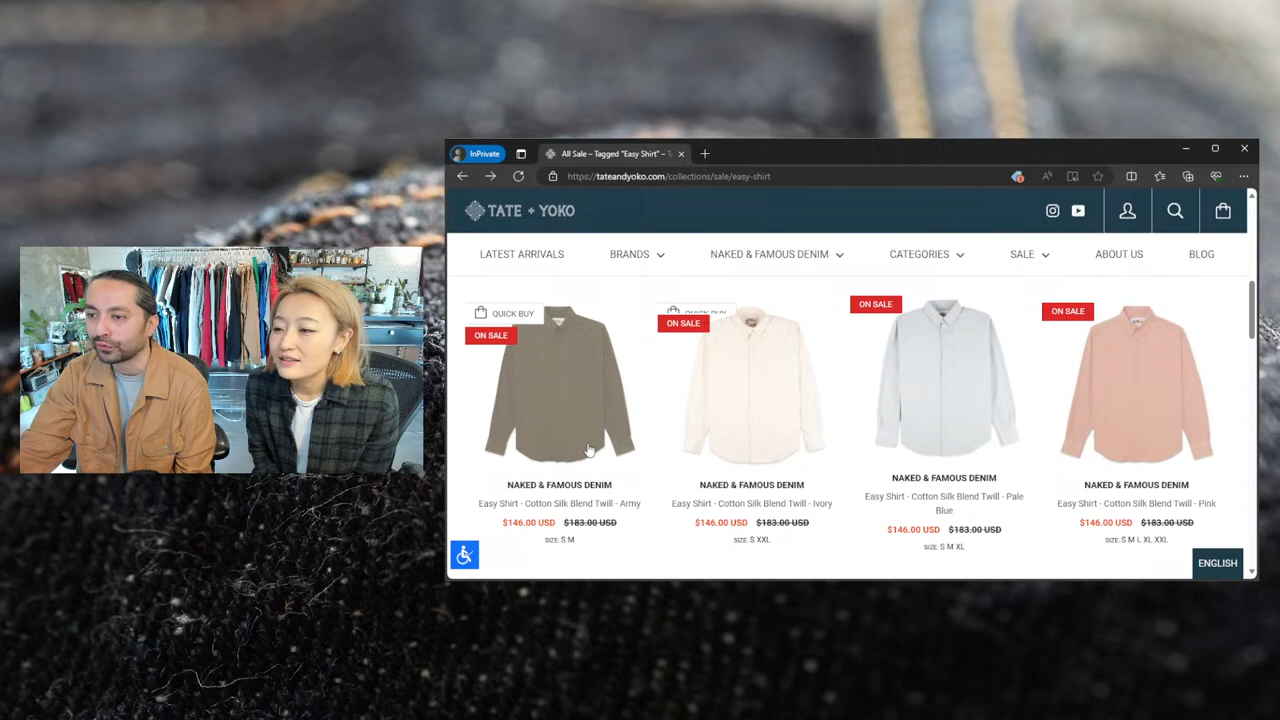 InPrivate
All Sale – Tagged "Easy Shirt" –
https://tateandyoko.com/collections/sale/easy-shirt
TATE + YOKO
LATEST ARRIVALS
BRANDS
NAKED & FAMOUS DENIM
CATEGORIES
SALE
ABOUT US
BLOG
QUICK BUY
ON SALE
NAKED & FAMOUS DENIM
Easy Shirt - Cotton Silk Blend Twill - Army
$146.00 USD $183.00 USD
SIZE: S M
QUICK BUY
ON SALE
NAKED & FAMOUS DENIM
Easy Shirt - Cotton Silk Blend Twill - Ivory
$146.00 USD $183.00 USD
SIZE: S XXL
ON SALE
NAKED & FAMOUS DENIM
Easy Shirt - Cotton Silk Blend Twill - Pale
Blue
$146.00 USD $183.00 USD
SIZE: S M XL
ON SALE
NAKED & FAMOUS DENIM
Easy Shirt - Cotton Silk Blend Twill - Pink
$146.00 USD $183.00 USD
SIZE: S M L XL XXL
ENGLISH